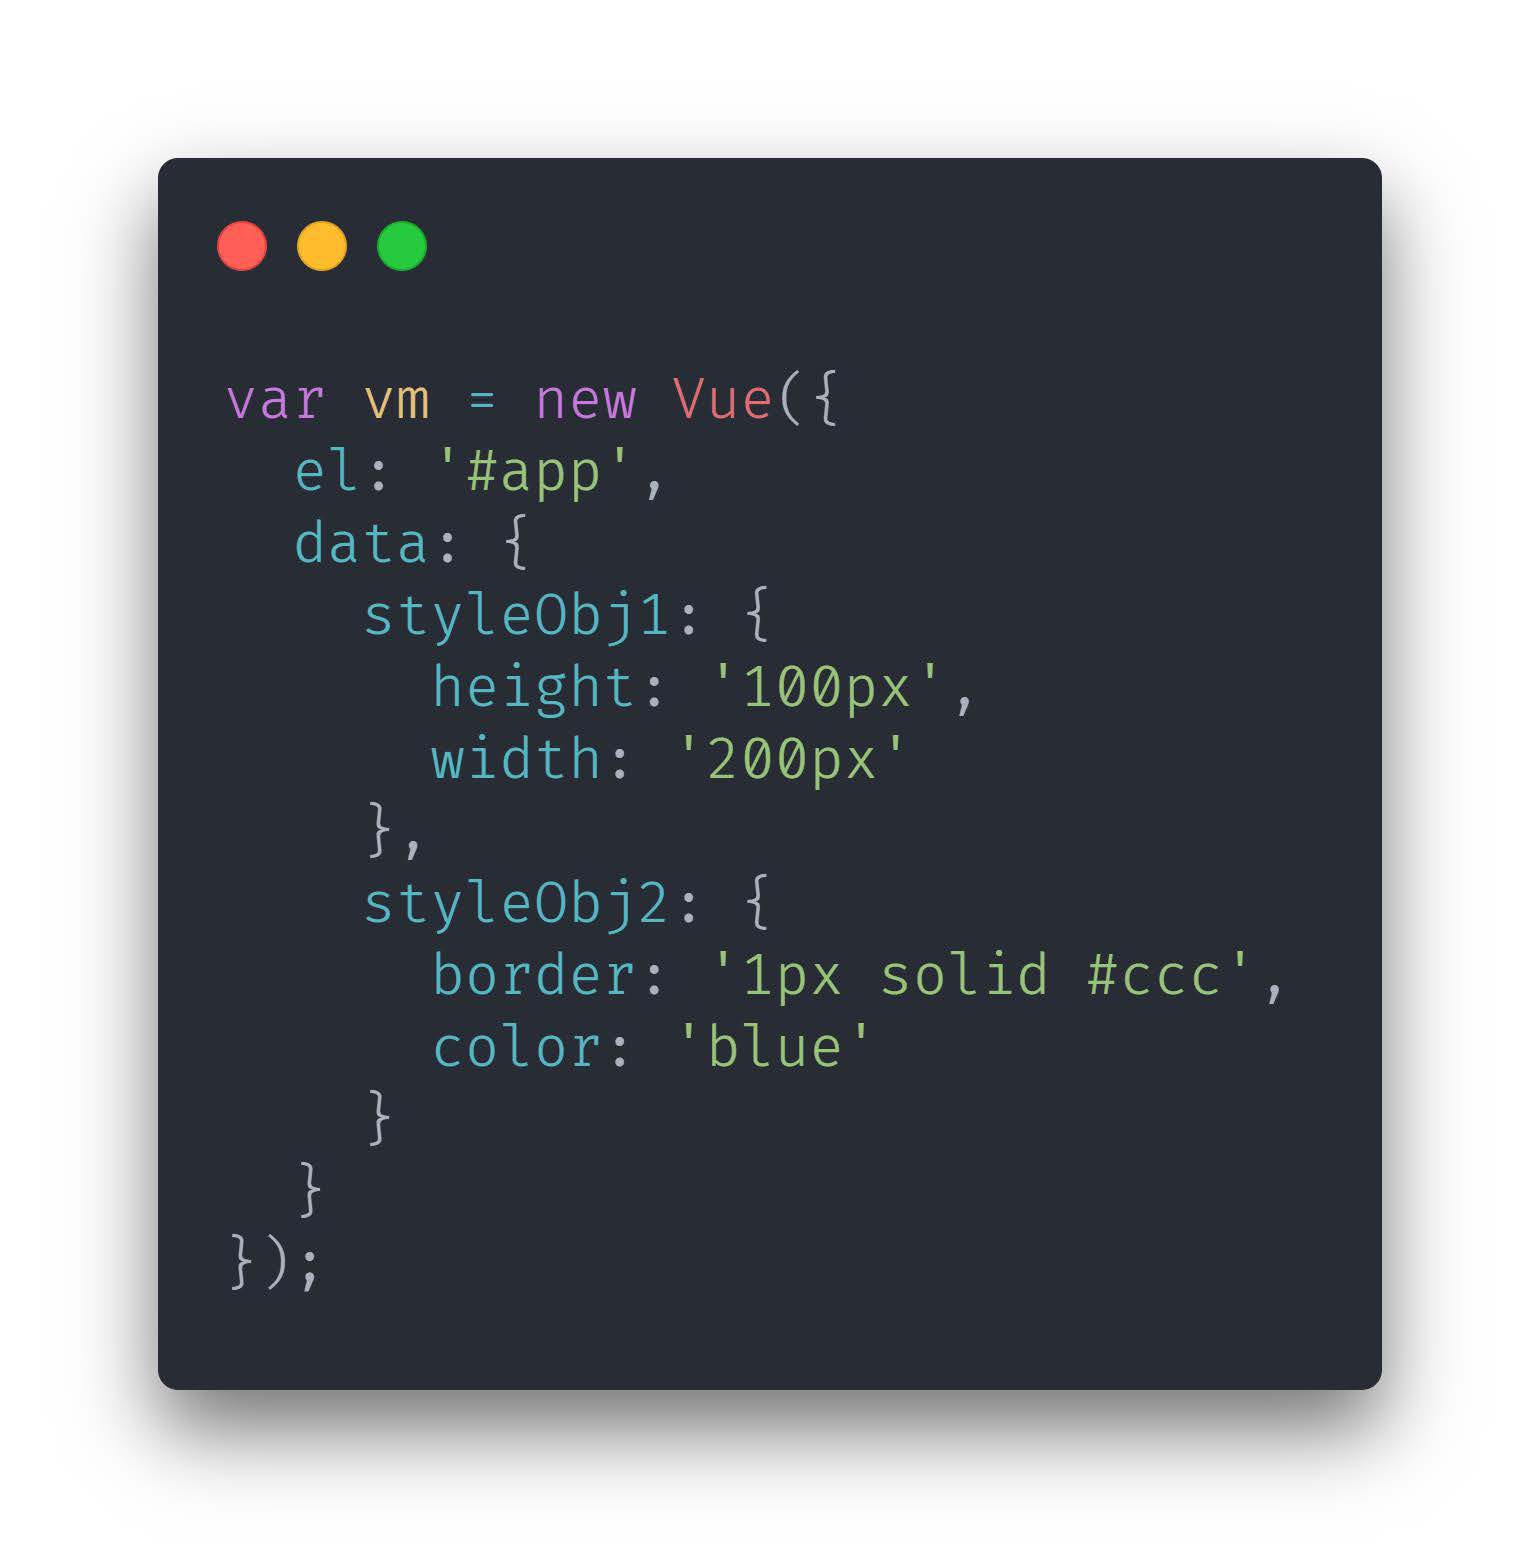 var vm = new Vue({
  el: '#app',
  data: {
    styleObj1: {
      height: '100px',
      width: '200px'
    },
    styleObj2: {
      border: '1px solid #ccc',
      color: 'blue'
    }
  }
});